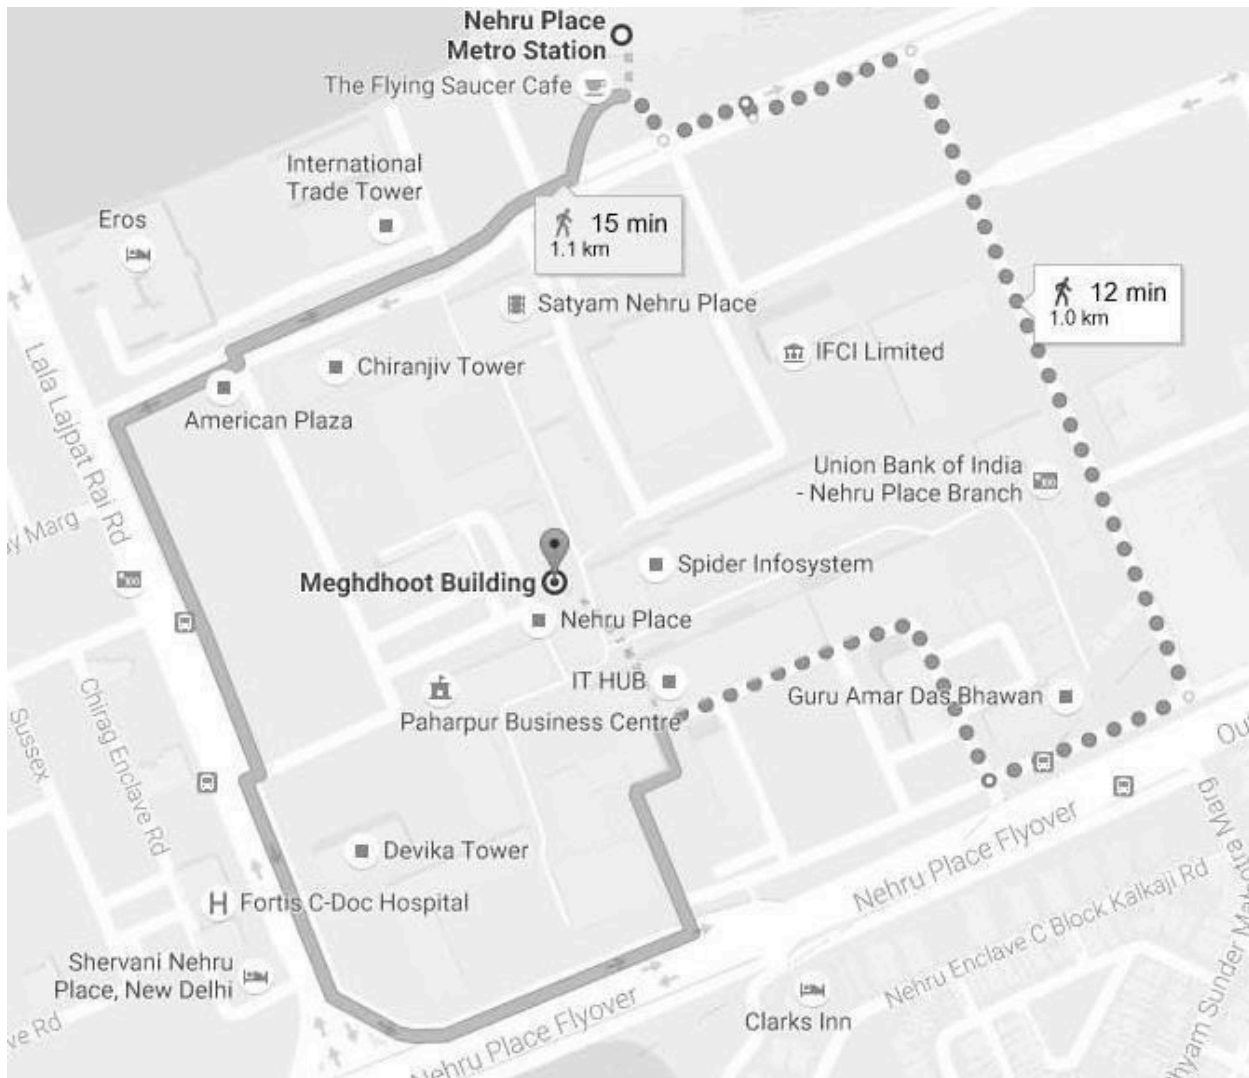 Nehru Place
Metro Station
The Flying Saucer Cafe
International
Trade Tower
Eros
15 min
1.1 km
12 min
1.0 km
Satyam Nehru Place
IFCI Limited
Chiranjiv Tower
American Plaza
Lala Lajpat Rai Rd
Union Bank of India
- Nehru Place Branch
Marg
Meghdhoot Building
Spider Infosystem
Nehru Place
IT HUB
Guru Amar Das Bhawan
Paharpur Business Centre
Chirag Enclave Rd
Sussex
Ou
Nehru Place Flyover
Devika Tower
Fortis C-Doc Hospital
Nehru Enclave C Block Kalkaji Rd
Shervani Nehru
Place, New Delhi
Clarks Inn
Nehru Place Flyover
ve Rd